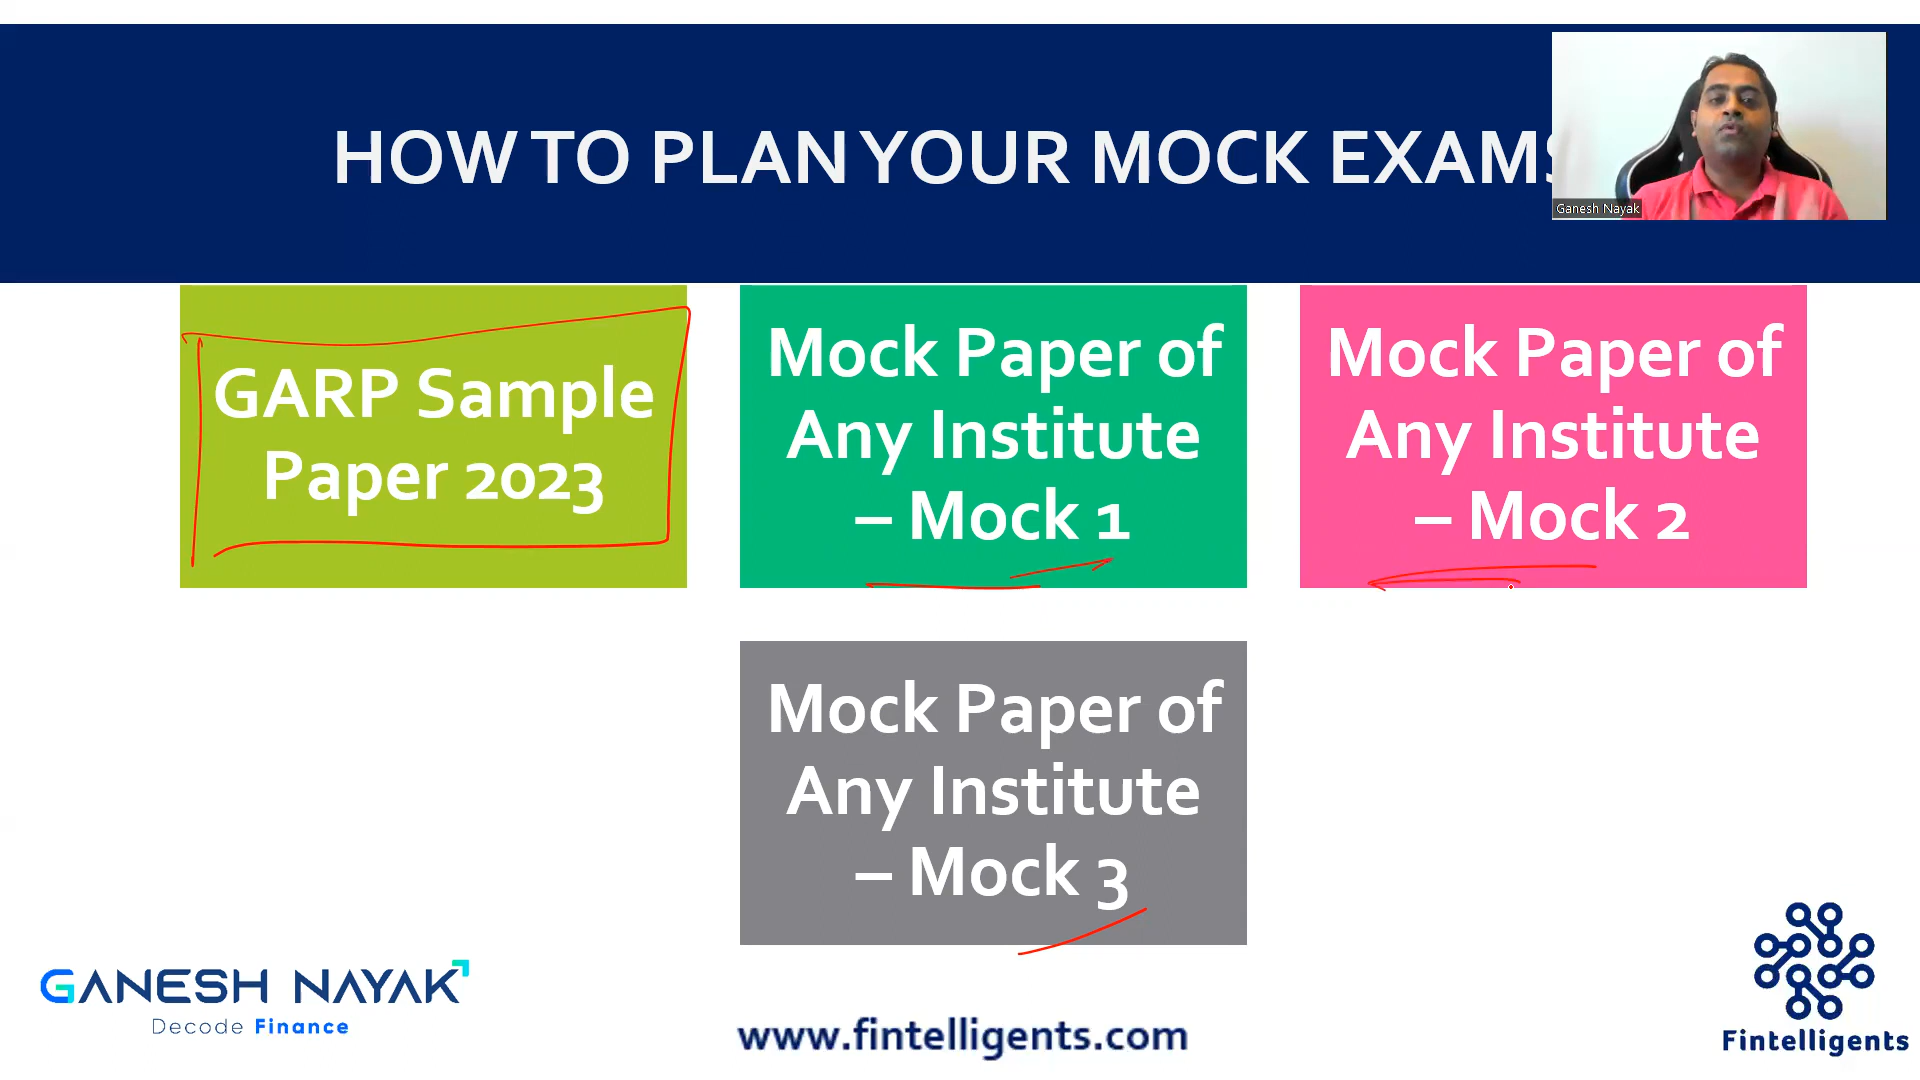 HOW TO PLAN YOUR MOCK EXAMS
Ganesh Nayak
GARP Sample
Paper 2023
Mock Paper of
Any Institute
– Mock 1
Mock Paper of
Any Institute
– Mock 2
Mock Paper of
Any Institute
– Mock 3
GANESH NAYAK
Decode Finance
www.fintelligents.com
Fintelligents